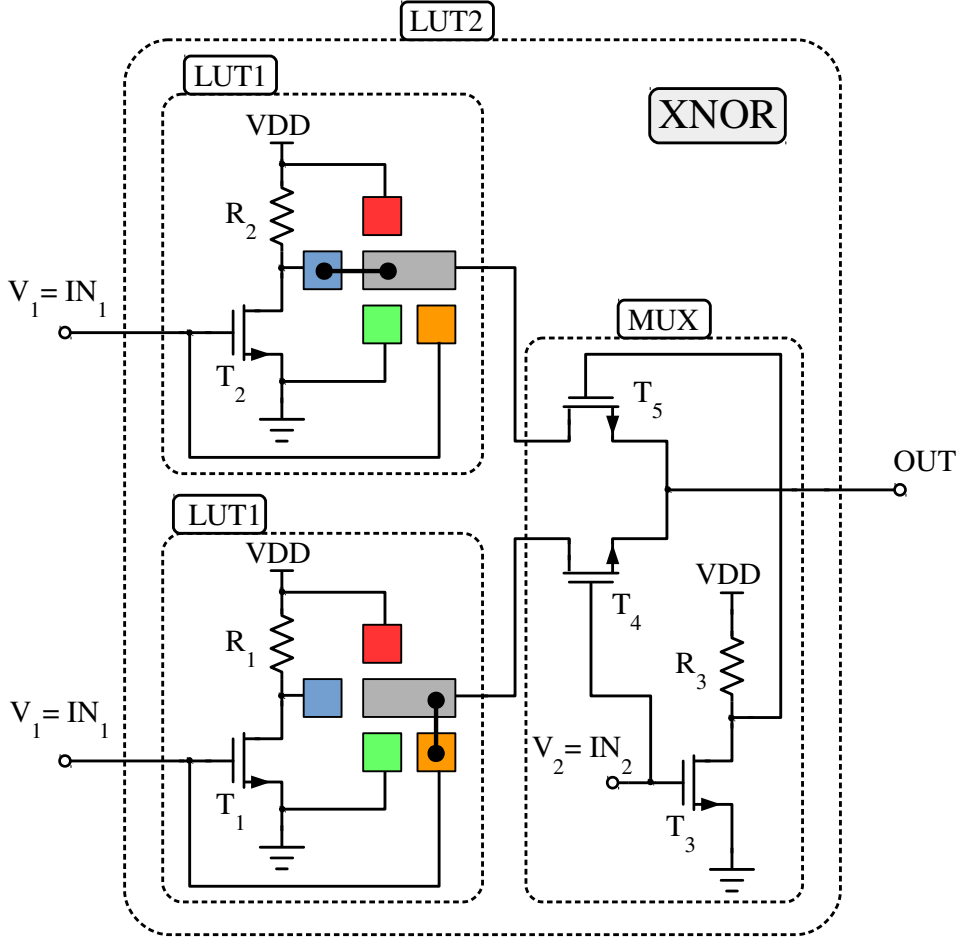 LUT2
LUT1
XNOR
VDD
R2
V1= IN1
T2
MUX
T5
OUT
LUT1
VDD
VDD
T4
R1
R3
V1= IN1
V2= IN2
T1
T3